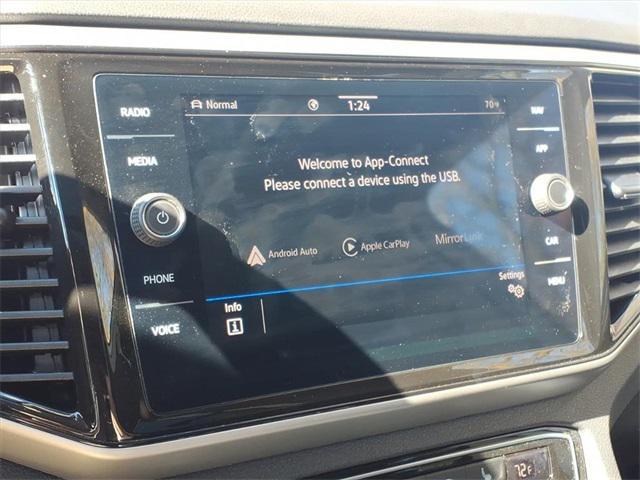 RADIO
MEDIA
PHONE
VOICE
Normal
1:24
70°F
Welcome to App-Connect
Please connect a device using the USB.
Android Auto
Apple CarPlay
MirrorLink
Settings
Info
i
NAV
APP
CAR
MENU
72°F